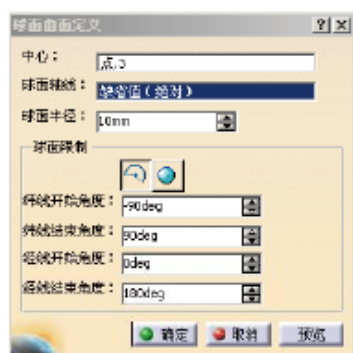 球面曲面定义
中心： 点.3
球面轴线： 缺省值(绝对)
球面半径： 10mm
球面限制
纬线开始角度： -90deg
纬线结束角度： 90deg
经线开始角度： 0deg
经线结束角度： 180deg
确定 取消 预览